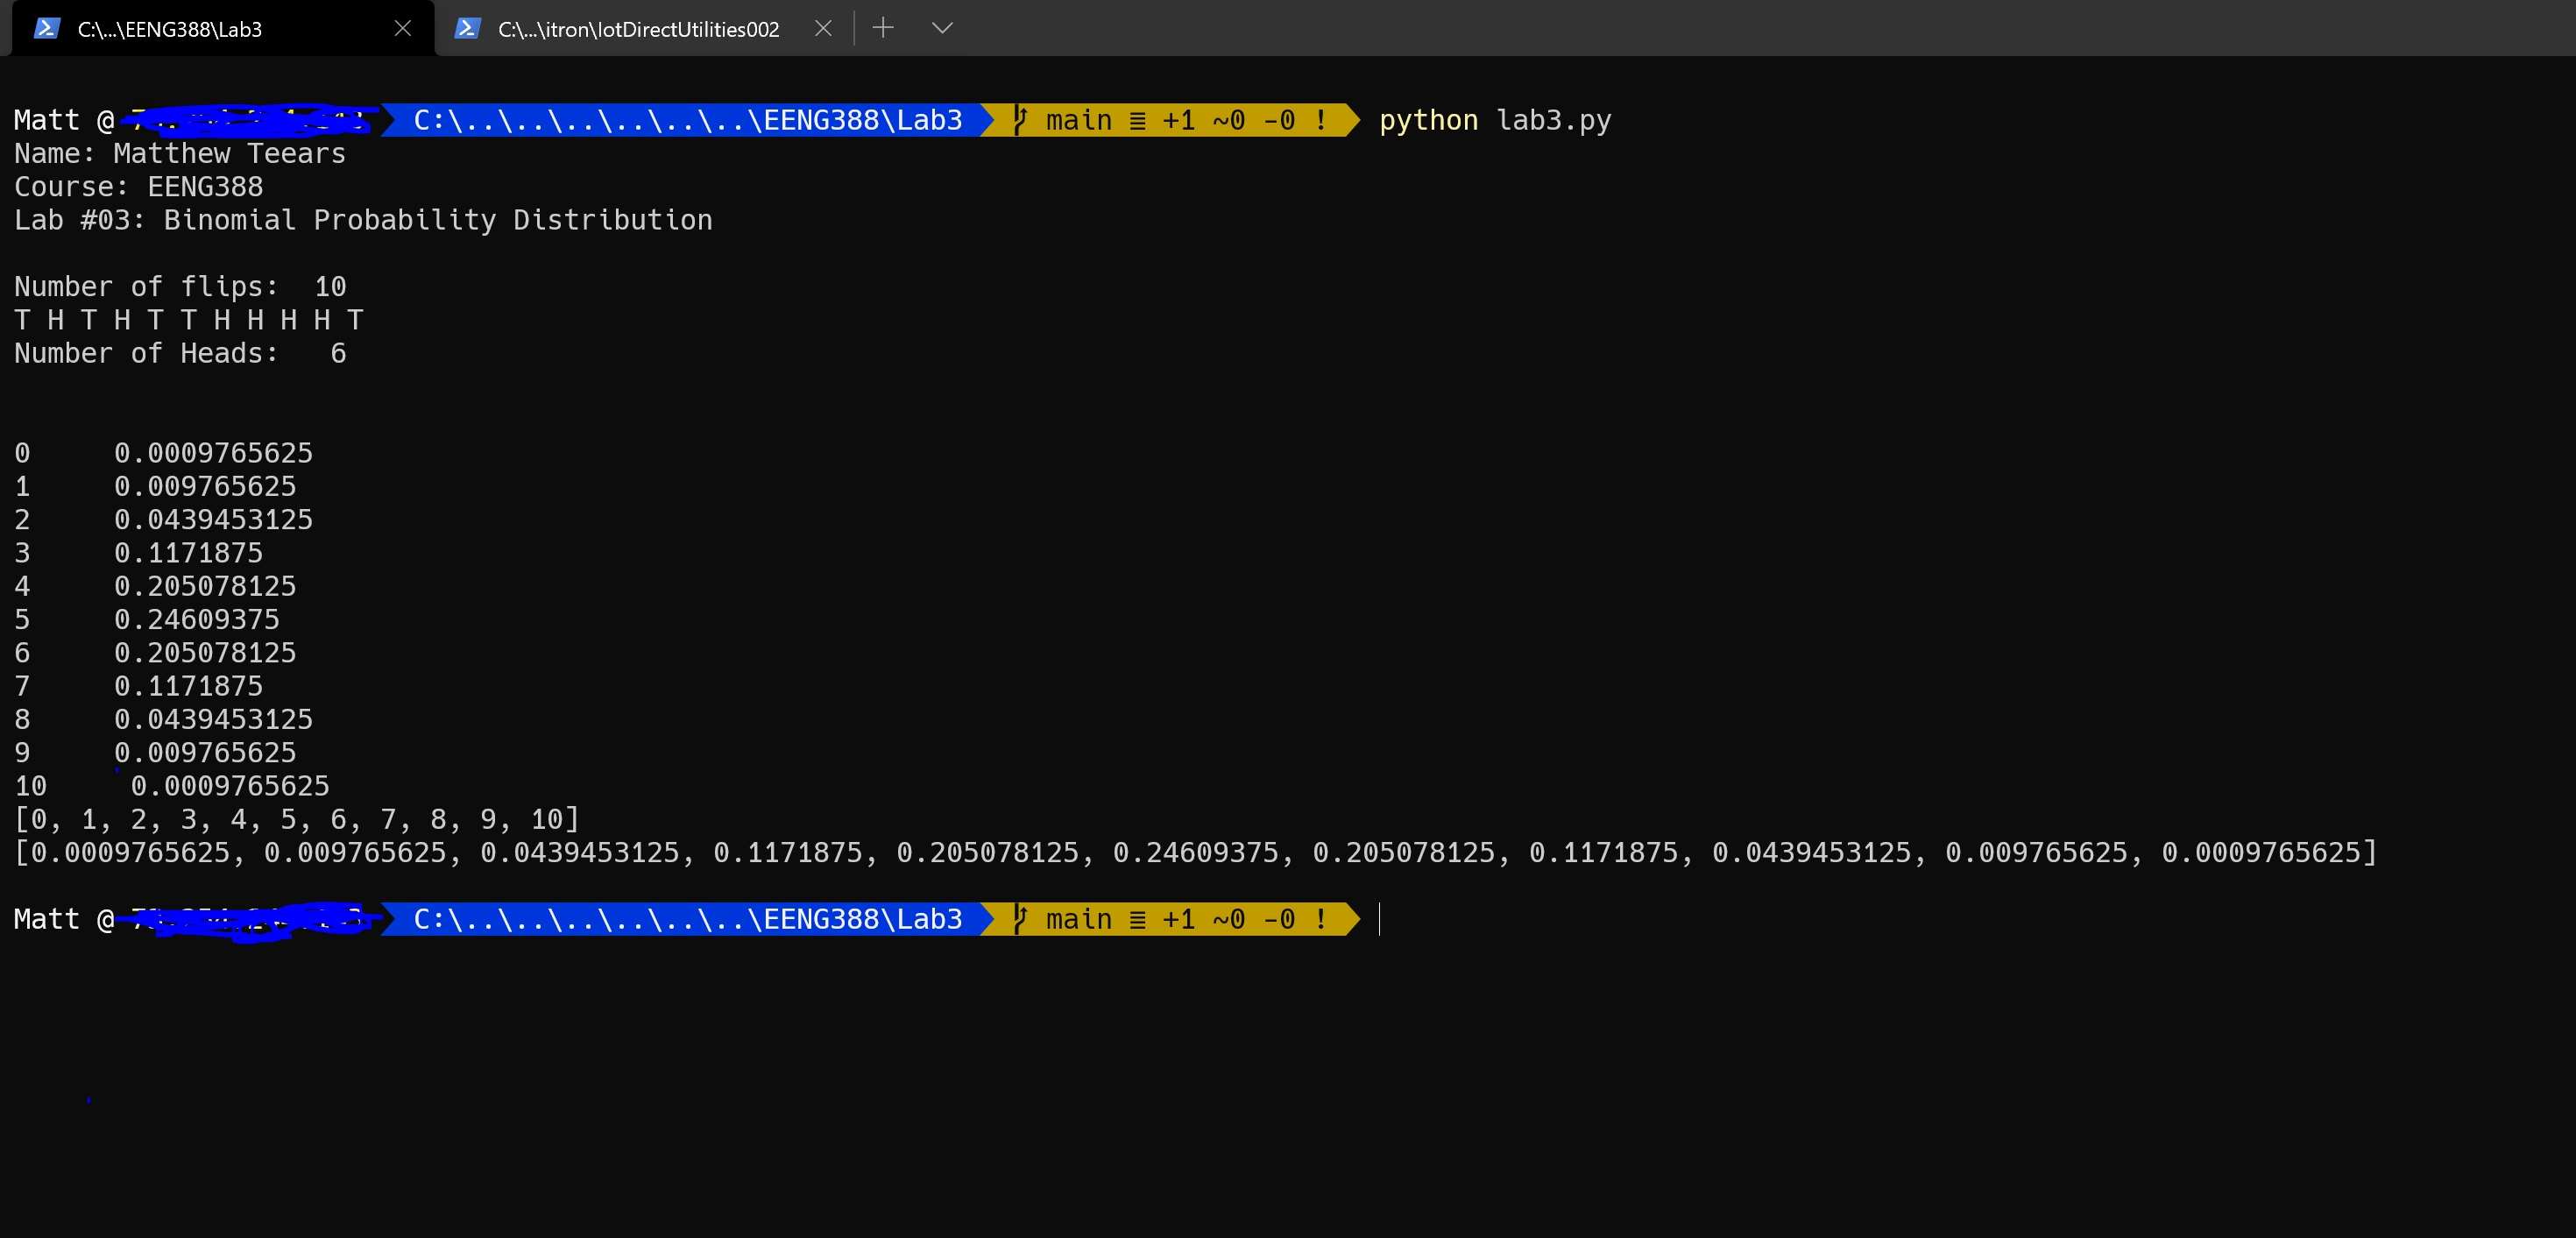 C:\...\EENG388\Lab3 C:\...\itron\IotDirectUtilities002
Matt @ C:\..\..\..\..\..\..\EENG388\Lab3 main ≡ +1 ~0 -0 ! python lab3.py
Name: Matthew Teears
Course: EENG388
Lab #03: Binomial Probability Distribution
Number of flips:  10
T H T H T T H H H H T
Number of Heads:   6
0     0.0009765625
1     0.009765625
2     0.0439453125
3     0.1171875
4     0.205078125
5     0.24609375
6     0.205078125
7     0.1171875
8     0.0439453125
9     0.009765625
10     0.0009765625
[0, 1, 2, 3, 4, 5, 6, 7, 8, 9, 10]
[0.0009765625, 0.009765625, 0.0439453125, 0.1171875, 0.205078125, 0.24609375, 0.205078125, 0.1171875, 0.0439453125, 0.009765625, 0.0009765625]
Matt @ C:\..\..\..\..\..\..\EENG388\Lab3 main ≡ +1 ~0 -0 !